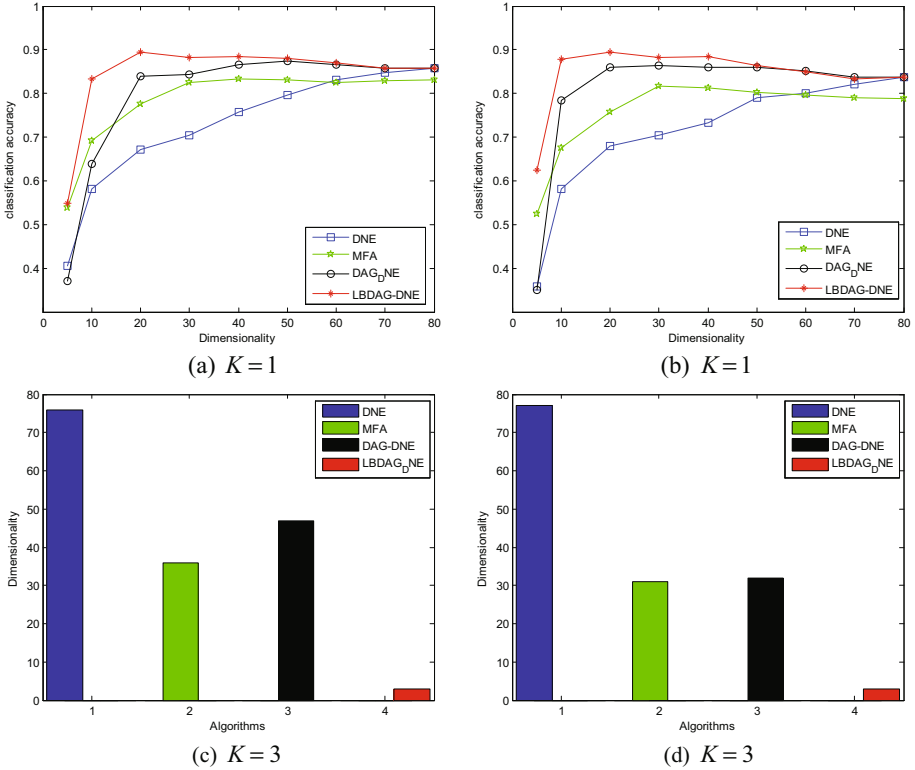 1
0.9
0.8
0.7
0.6
0.5
0.4
classification accuracy
0 10 20 30 40 50 60 70 80
Dimensionality
DNE
MFA
DAG_DNE
LBDAG-DNE
(a) K = 1
1
0.9
0.8
0.7
0.6
0.5
0.4
classification accuracy
0 10 20 30 40 50 60 70 80
Dimensionality
DNE
MFA
DAG_DNE
LBDAG-DNE
(b) K = 1
80
70
60
50
40
30
20
10
0
Dimensionality
1 2 3 4
Algorithms
DNE
MFA
DAG-DNE
LBDAG_DNE
(c) K = 3
80
70
60
50
40
30
20
10
0
Dimensionality
1 2 3 4
Algorithms
DNE
MFA
DAG-DNE
LBDAG_DNE
(d) K = 3